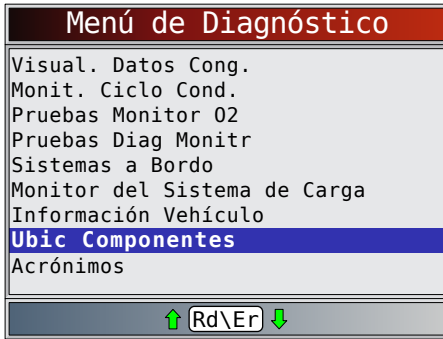 Menú de Diagnóstico
Visual. Datos Cong.
Monit. Ciclo Cond.
Pruebas Monitor O2
Pruebas Diag Monitr
Sistemas a Bordo
Monitor del Sistema de Carga
Información Vehículo
Ubic Componentes
Acrónimos
Rd\Er